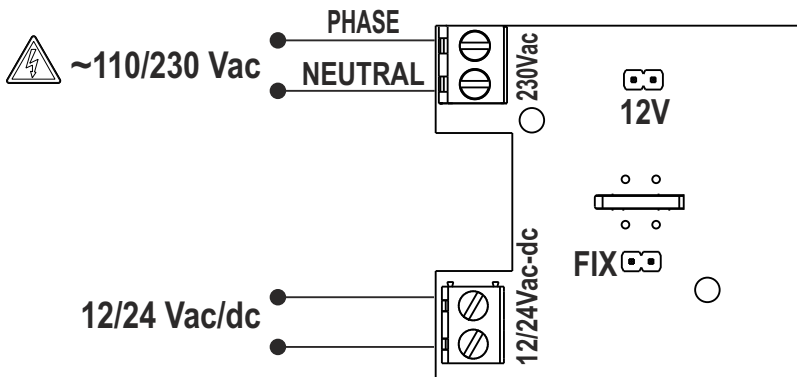 PHASE
~110/230 Vac
NEUTRAL
230Vac
12V
FIX
12/24Vac-dc
12/24 Vac/dc